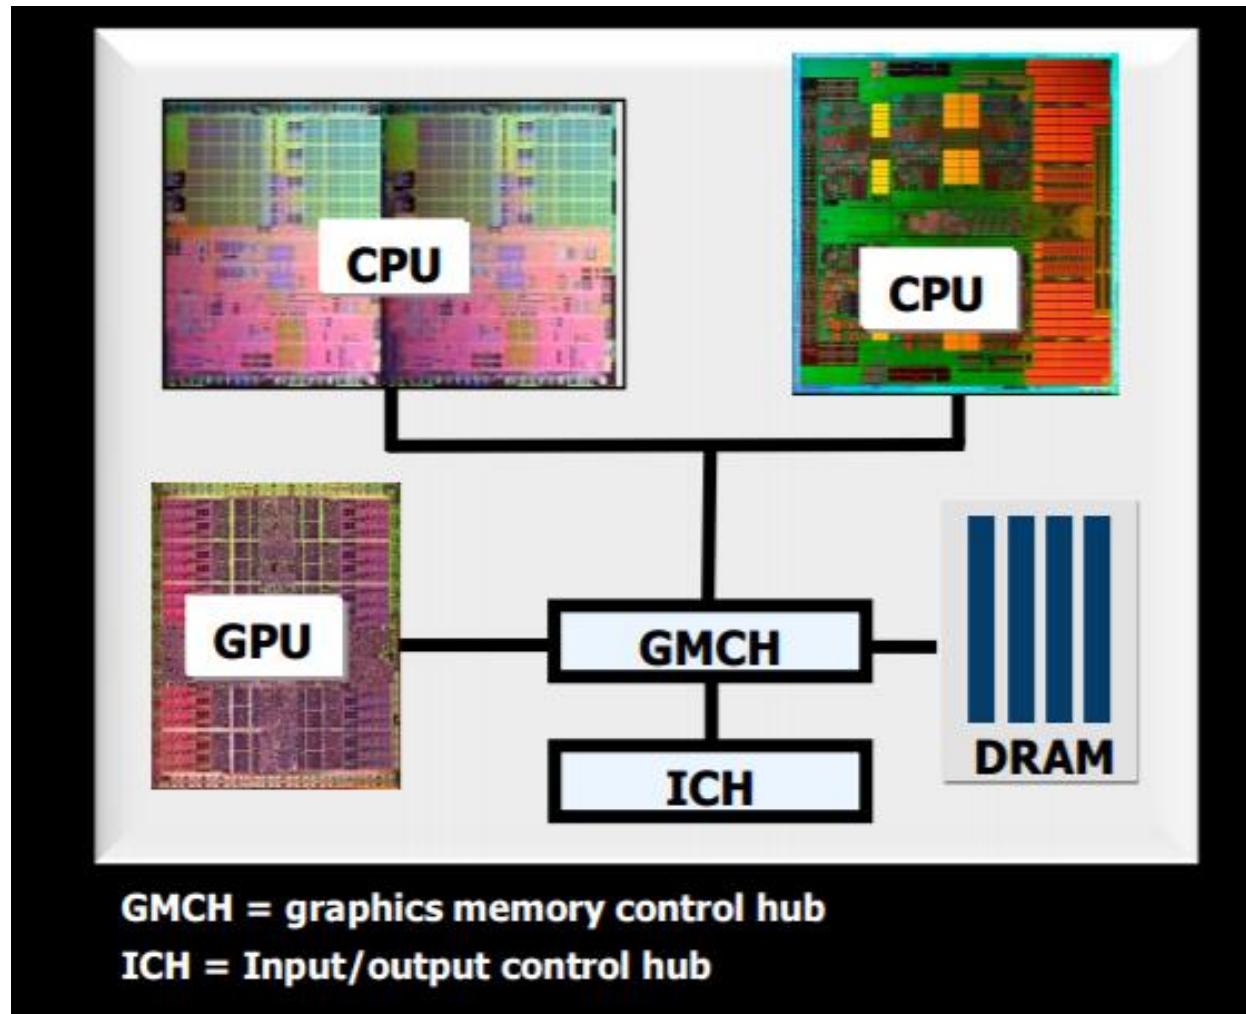 CPU
CPU
GPU
GMCH
ICH
DRAM
GMCH = graphics memory control hub
ICH = Input/output control hub